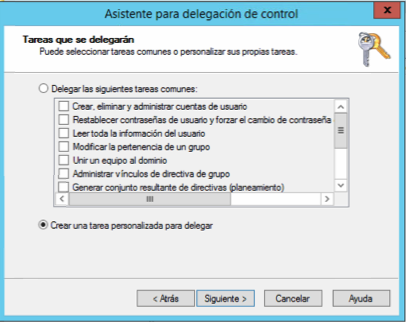 Asistente para delegación de control
x
Tareas que se delegarán
Puede seleccionar tareas comunes o personalizar sus propias tareas.
Delegar las siguientes tareas comunes:
Crear, eliminar y administrar cuentas de usuario
Restablecer contraseñas de usuario y forzar el cambio de contraseña
Leer toda la información del usuario
Modificar la pertenencia de un grupo
Unir un equipo al dominio
Administrar vínculos de directiva de grupo
Generar conjunto resultante de directivas (planeamiento)
Crear una tarea personalizada para delegar
< Atrás
Siguiente >
Cancelar
Ayuda